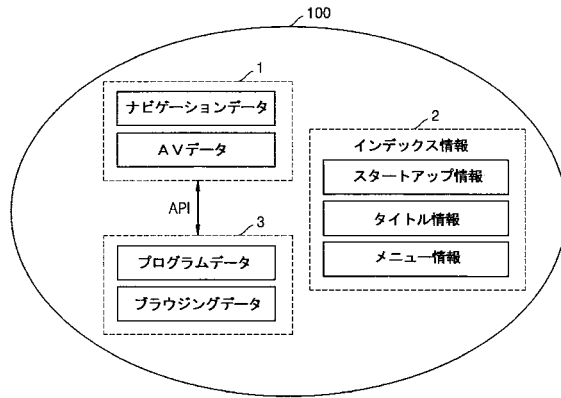 100
1
ナビゲーションデータ
AVデータ
API
3
プログラムデータ
ブラウジングデータ
2
インデックス情報
スタートアップ情報
タイトル情報
メニュー情報